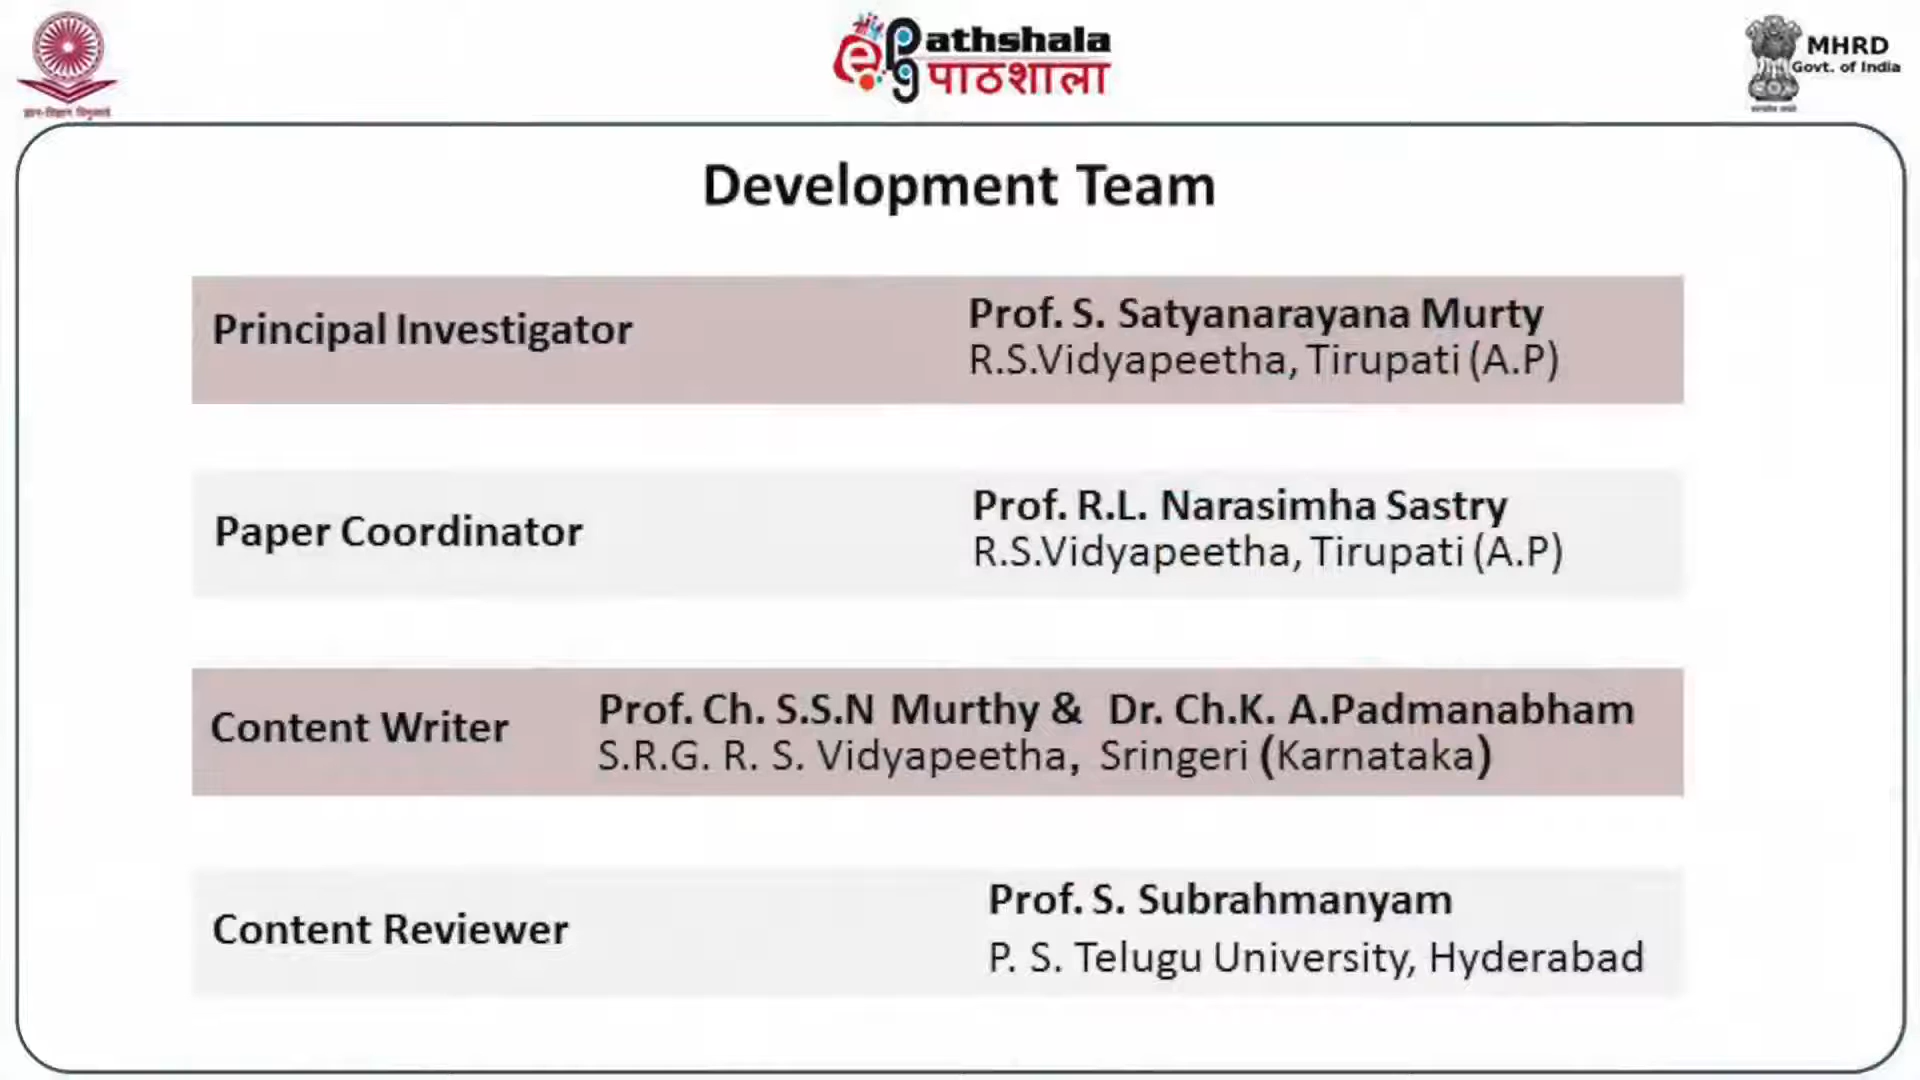 ज्ञान-विज्ञान विमुक्तये
e Pathshala
पाठशाला
MHRD
Govt. of India
Development Team
Principal Investigator
Prof. S. Satyanarayana Murty
R.S.Vidyapeetha, Tirupati (A.P)
Paper Coordinator
Prof. R.L. Narasimha Sastry
R.S.Vidyapeetha, Tirupati (A.P)
Content Writer
Prof. Ch. S.S.N Murthy & Dr. Ch.K. A.Padmanabham
S.R.G. R. S. Vidyapeetha, Sringeri (Karnataka)
Content Reviewer
Prof. S. Subrahmanyam
P. S. Telugu University, Hyderabad